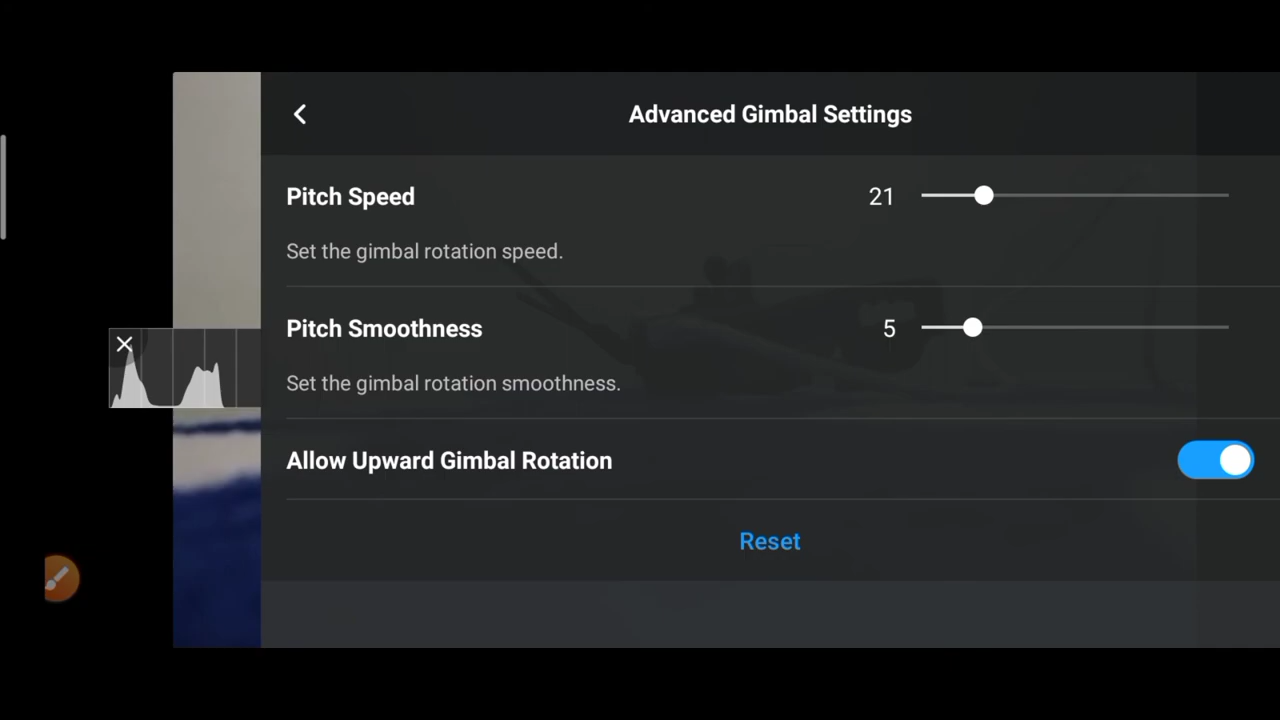 Advanced Gimbal Settings
Pitch Speed 21
Set the gimbal rotation speed.
Pitch Smoothness 5
Set the gimbal rotation smoothness.
Allow Upward Gimbal Rotation
Reset